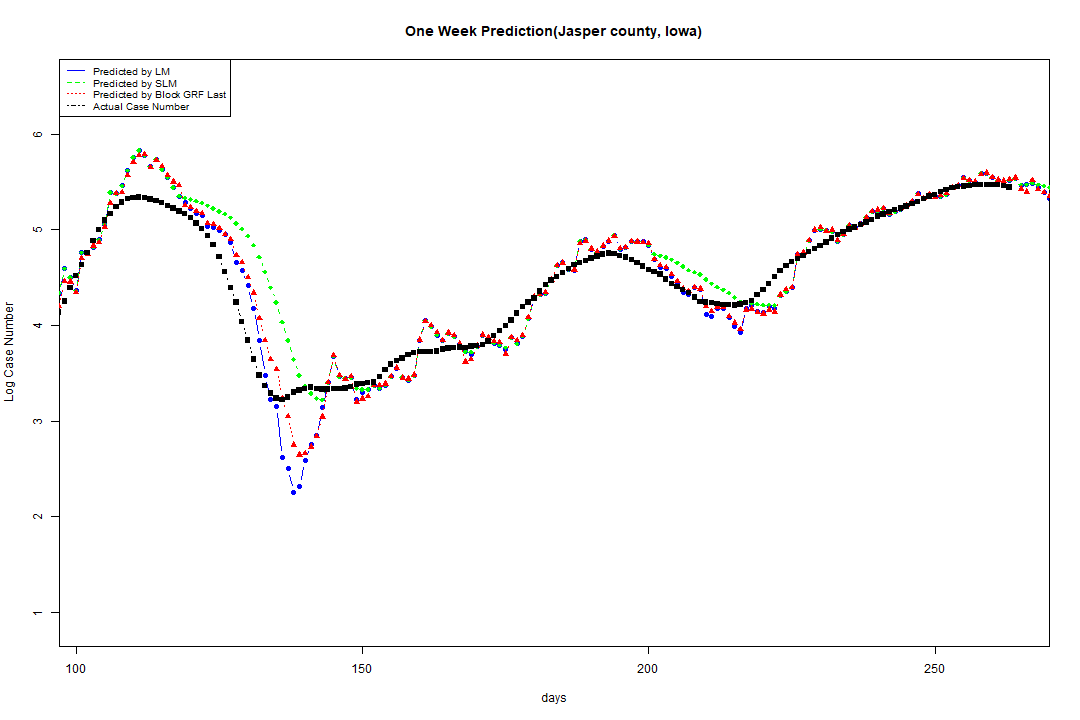 One Week Prediction(Jasper county, Iowa)
Predicted by LM
Predicted by SLM
Predicted by Block GRF Last
Actual Case Number
6
5
4
3
2
1
Log Case Number
100 150 200 250
days